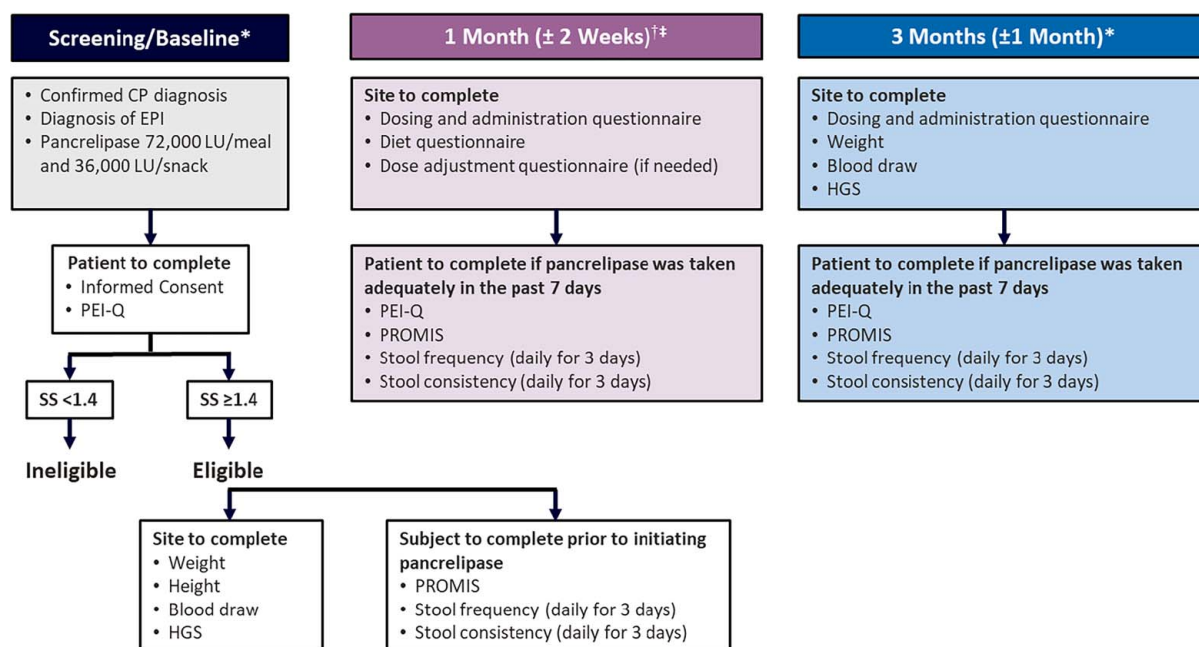 Screening/Baseline*
• Confirmed CP diagnosis
• Diagnosis of EPI
• Pancrelipase 72,000 LU/meal
and 36,000 LU/snack
Patient to complete
• Informed Consent
• PEI-Q
SS <1.4
SS ≥1.4
Ineligible
Eligible
Site to complete
• Weight
• Height
• Blood draw
• HGS
Subject to complete prior to initiating
pancrelipase
• PROMIS
• Stool frequency (daily for 3 days)
• Stool consistency (daily for 3 days)
1 Month (± 2 Weeks)†‡
Site to complete
• Dosing and administration questionnaire
• Diet questionnaire
• Dose adjustment questionnaire (if needed)
Patient to complete if pancrelipase was taken
adequately in the past 7 days
• PEI-Q
• PROMIS
• Stool frequency (daily for 3 days)
• Stool consistency (daily for 3 days)
3 Months (±1 Month)*
Site to complete
• Dosing and administration questionnaire
• Weight
• Blood draw
• HGS
Patient to complete if pancrelipase was taken
adequately in the past 7 days
• PEI-Q
• PROMIS
• Stool frequency (daily for 3 days)
• Stool consistency (daily for 3 days)